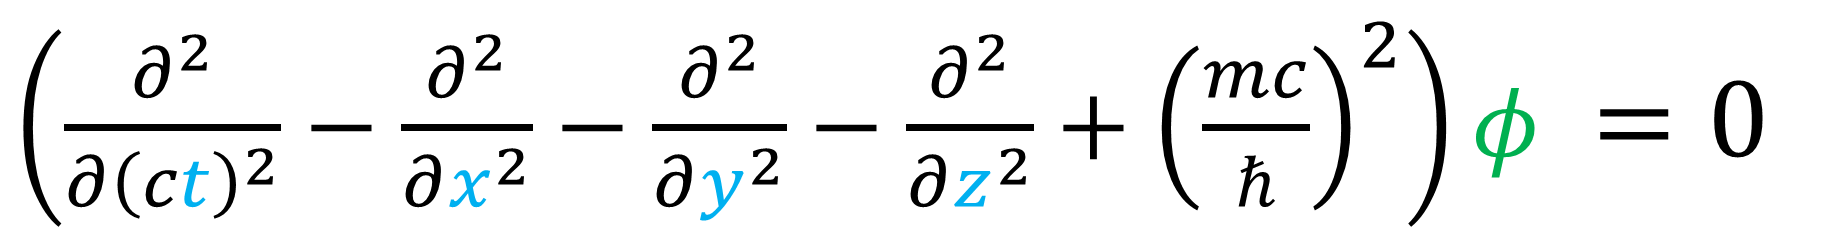 (∂²/∂(ct)² − ∂²/∂x² − ∂²/∂y² − ∂²/∂z² + (mc/ħ)²)ϕ = 0